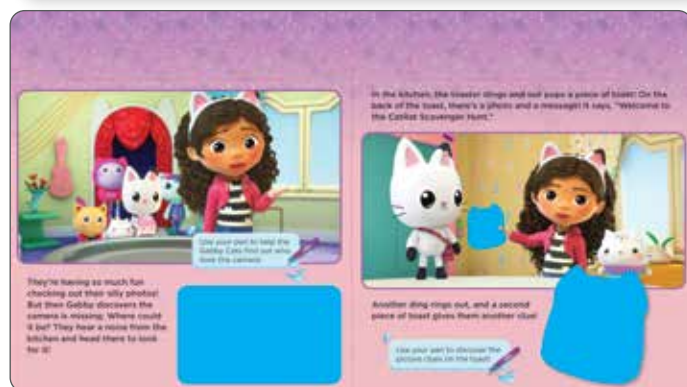 They're having so much fun
checking out their silly photos!
But then Gabby discovers the
camera is missing. Where could
it be? They hear a noise from the
kitchen and head there to look
for it!
Use your pen to help the
Gabby Cats find out who
took the camera.
In the kitchen, the toaster dings and out pops a piece of toast! On the
back of the toast, there's a photo and a message! It says, "Welcome to
the CatRat Scavenger Hunt."
Another ding rings out, and a second
piece of toast gives them another clue!
Use your pen to discover the
picture clues on the toast!